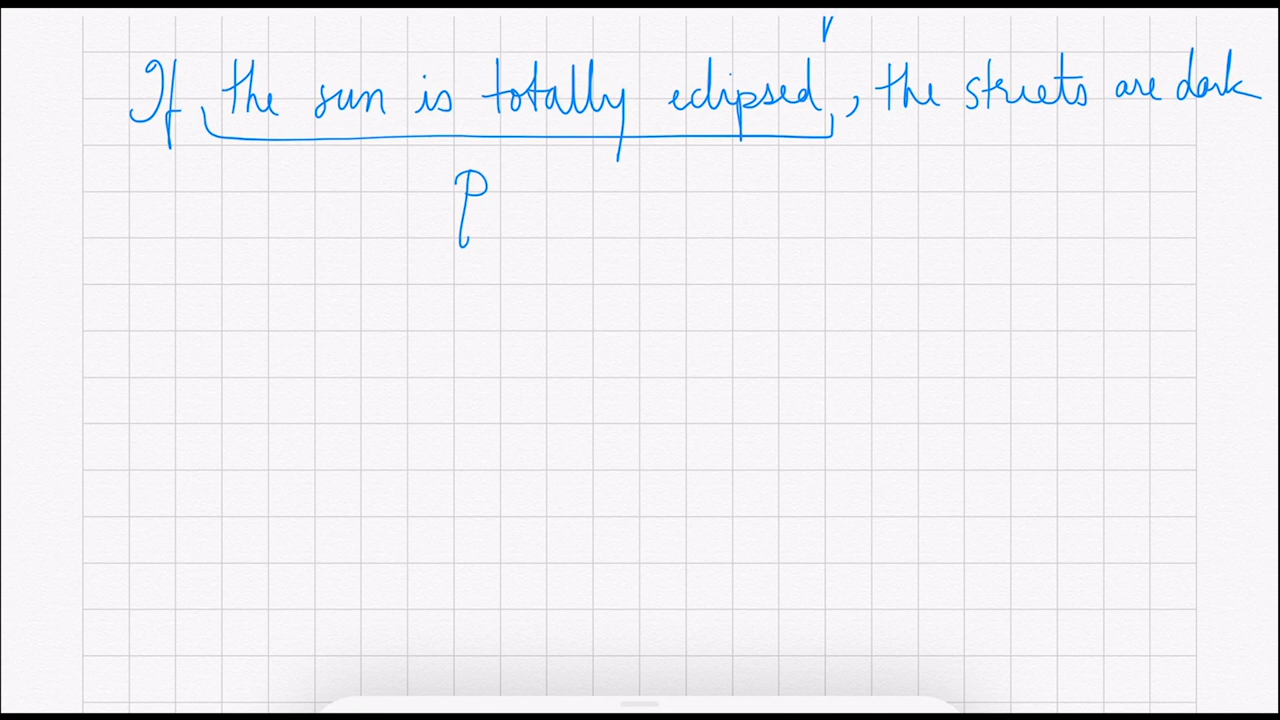 If the sun is totally eclipsed, the streets are dark
P